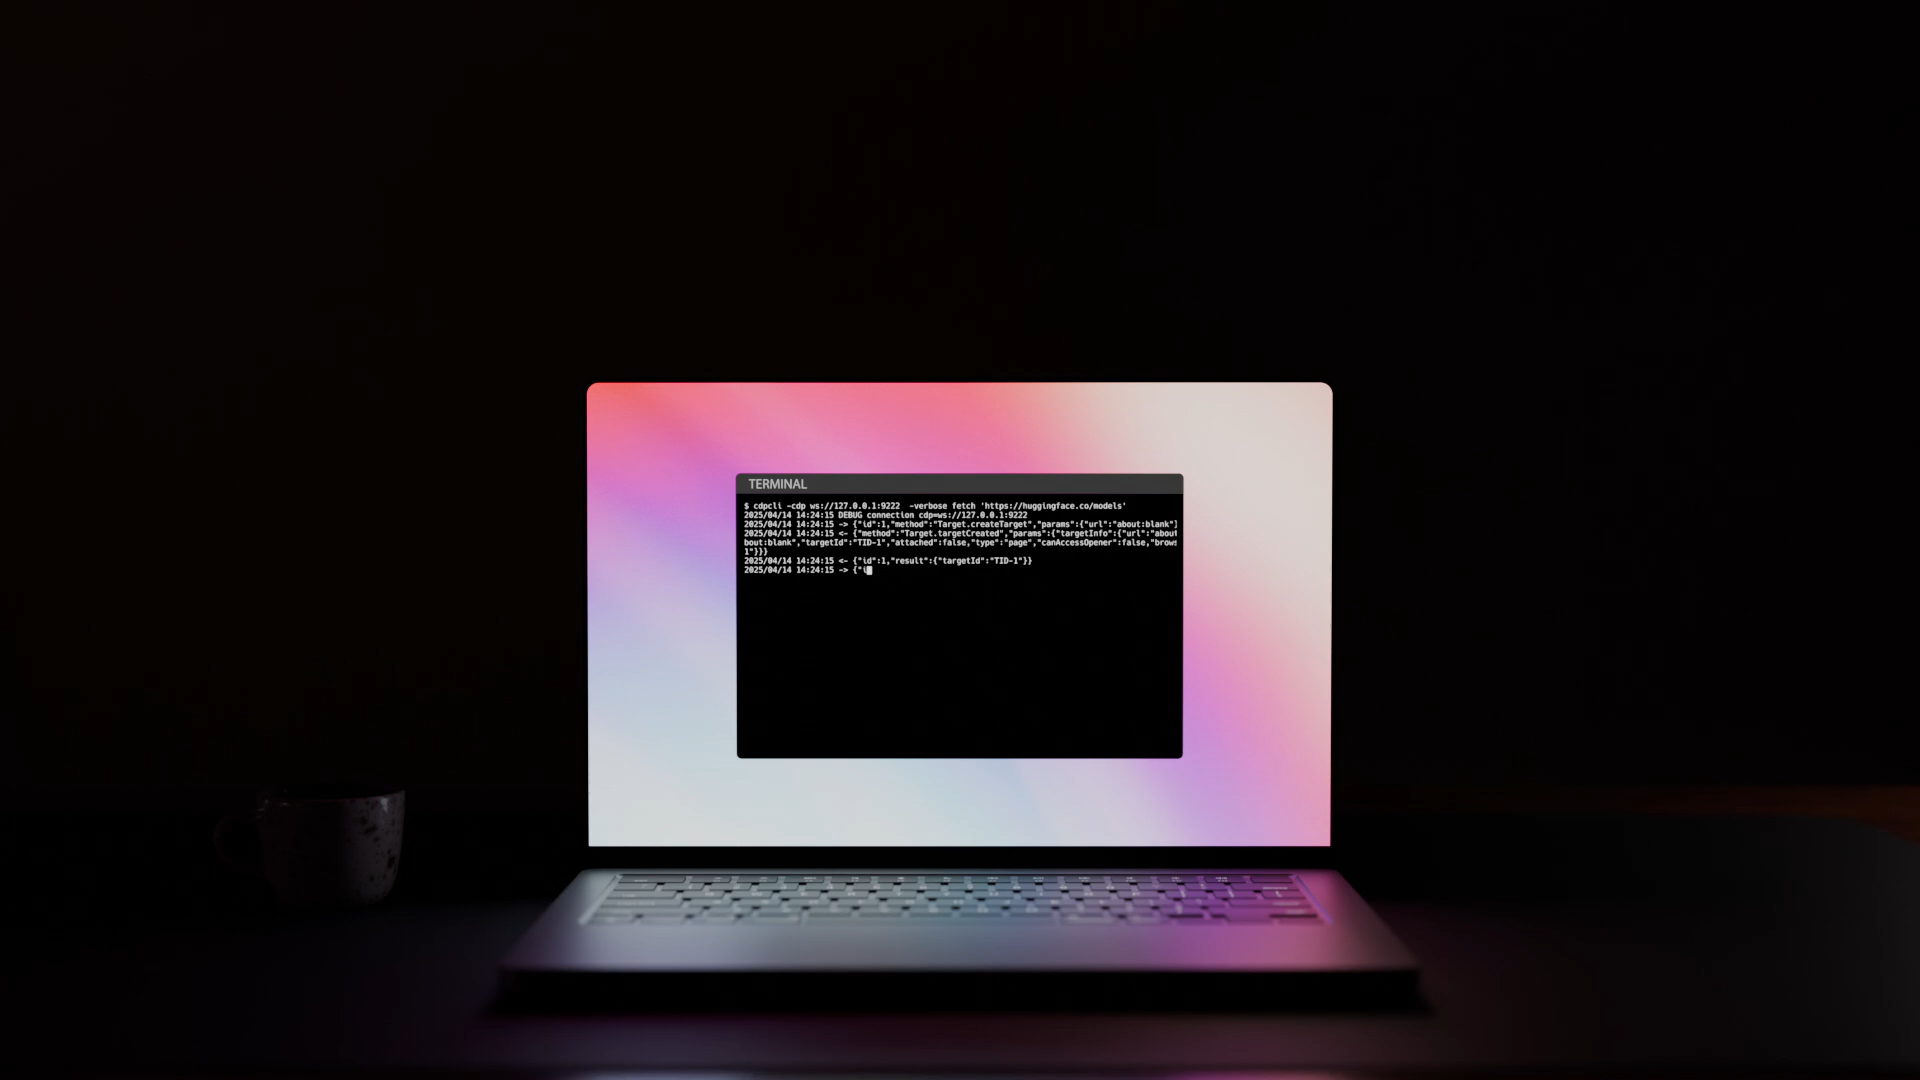 TERMINAL
$ cdpcli -cdp ws://127.0.0.1:9222  -verbose fetch 'https://huggingface.co/models'
2025/04/14 14:24:15 DEBUG connection cdp=ws://127.0.0.1:9222
2025/04/14 14:24:15 -> {"id":1,"method":"Target.createTarget","params":{"url":"about:blank"}
2025/04/14 14:24:15 <- {"method":"Target.targetCreated","params":{"targetInfo":{"url":"about
bout:blank","targetId":"TID-1","attached":false,"type":"page","canAccessOpener":false,"brows
1"}}}
2025/04/14 14:24:15 <- {"id":1,"result":{"targetId":"TID-1"}}
2025/04/14 14:24:15 -> {"i